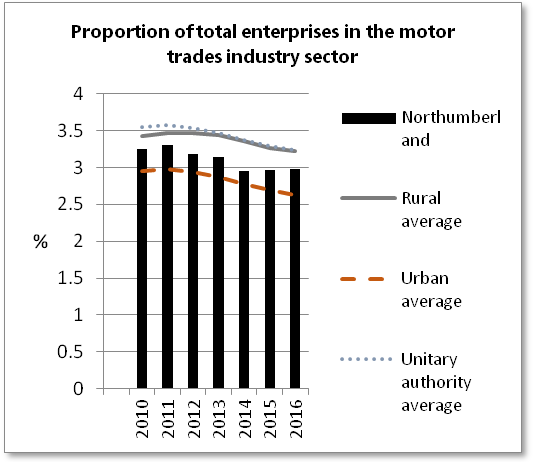 Proportion of total enterprises in the motor
trades industry sector
4
3.5
3
2.5
2
1.5
1
0.5
0
%
2010
2011
2012
2013
2014
2015
2016
Northumberl
and
Rural
average
Urban
average
Unitary
authority
average